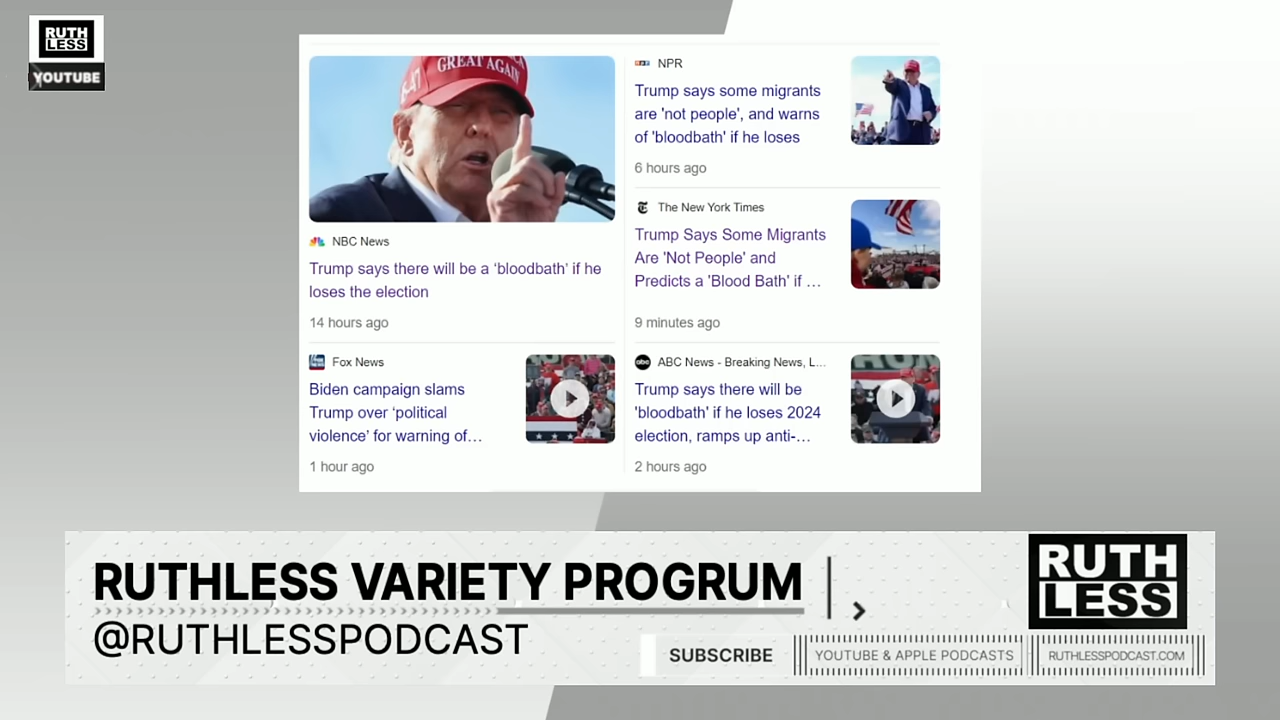 RUTH
LESS
YOUTUBE
GREAT AGAIN
NBC News
Trump says there will be a ‘bloodbath’ if he
loses the election
14 hours ago
Fox News
Biden campaign slams
Trump over ‘political
violence’ for warning of…
1 hour ago
NPR
Trump says some migrants
are 'not people', and warns
of 'bloodbath' if he loses
6 hours ago
The New York Times
Trump Says Some Migrants
Are 'Not People' and
Predicts a 'Blood Bath' if …
9 minutes ago
abc
ABC News - Breaking News, L…
Trump says there will be
'bloodbath' if he loses 2024
election, ramps up anti-…
2 hours ago
RUTHLESS VARIETY PROGRUM
@RUTHLESSPODCAST
RUTH
LESS
SUBSCRIBE
YOUTUBE & APPLE PODCASTS
RUTHLESSPODCAST.COM